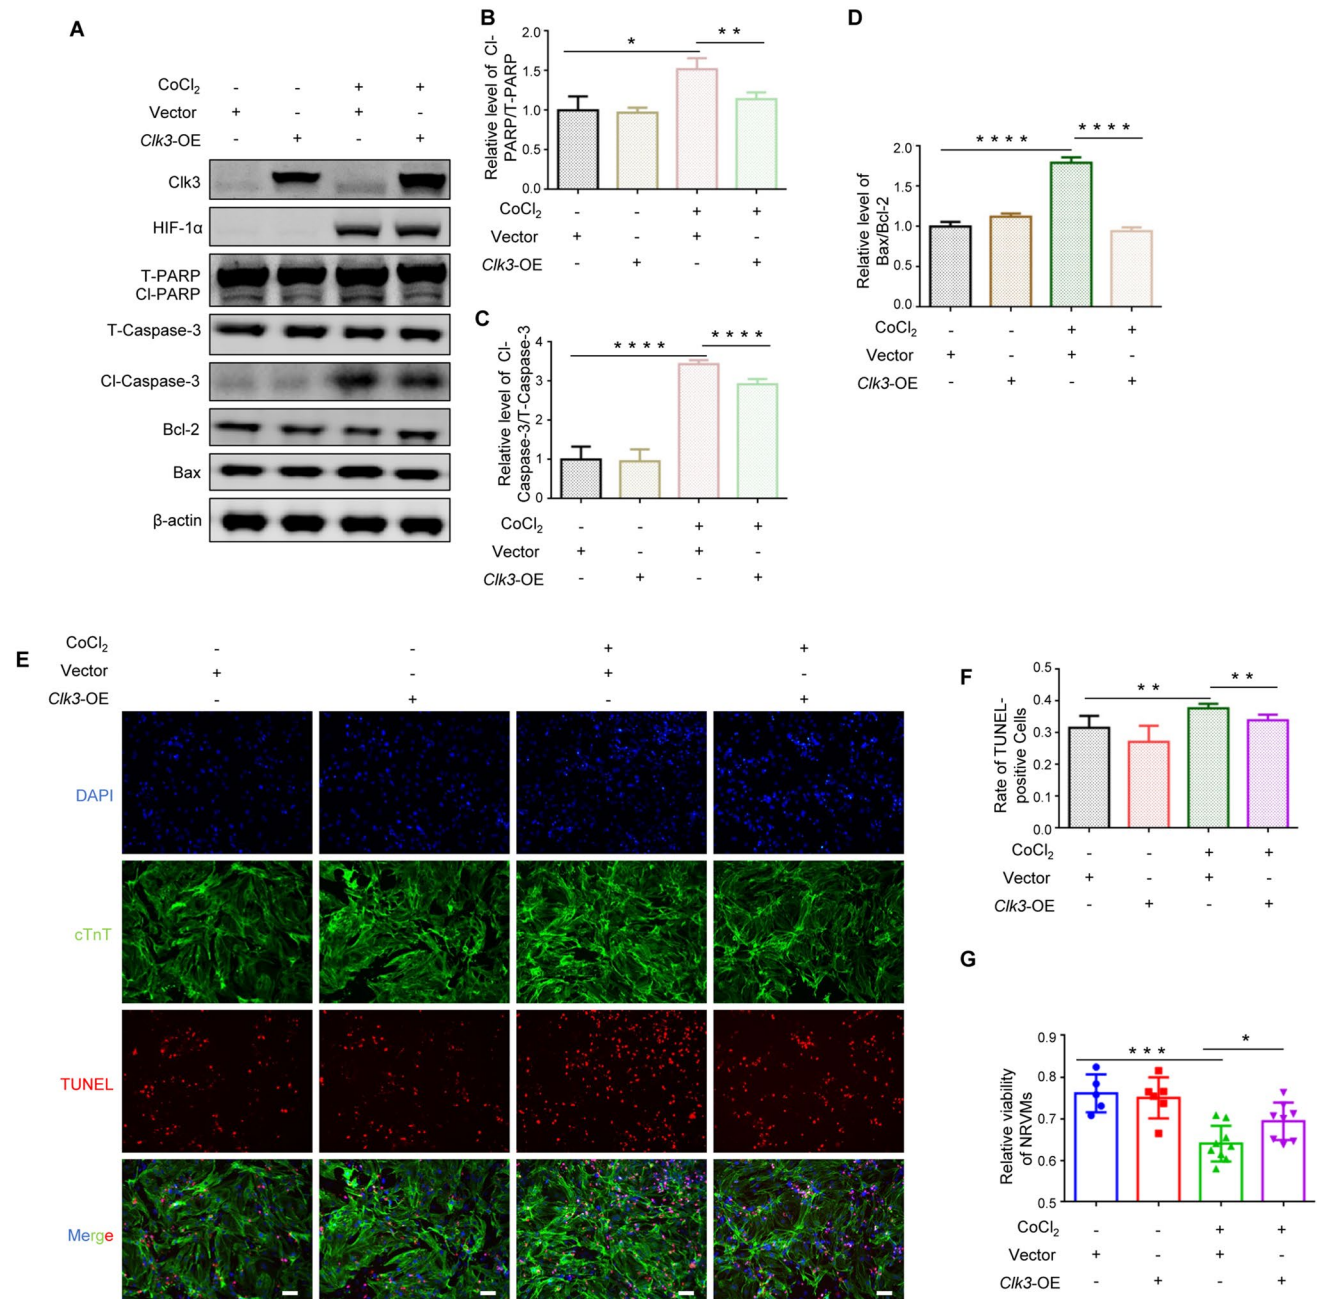 A
CoCl2 - - + +
Vector + - + -
Clk3-OE - + - +
Clk3
HIF-1α
T-PARP
Cl-PARP
T-Caspase-3
Cl-Caspase-3
Bcl-2
Bax
β-actin
B
Relative level of Cl-
PARP/T-PARP
2.0
1.5
1.0
0.5
0.0
*
* *
CoCl2 - - + +
Vector + - + -
Clk3-OE - + - +
C
Relative level of Cl-
Caspase-3/T-Caspase-3
4
3
2
1
0
* * * *
* * * *
CoCl2 - - + +
Vector + - + -
Clk3-OE - + - +
D
Relative level of
Bax/Bcl-2
2.0
1.5
1.0
0.5
0.0
* * * *
* * * *
CoCl2 - - + +
Vector + - + -
Clk3-OE - + - +
E
CoCl2 - - + +
Vector + - + -
Clk3-OE - + - +
DAPI
cTnT
TUNEL
Merge
F
Rate of TUNEL-
positive Cells
0.5
0.4
0.3
0.2
0.1
0.0
* *
* *
CoCl2 - - + +
Vector + - + -
Clk3-OE - + - +
G
Relative viability
of NRVMs
0.9
0.8
0.7
0.6
0.5
* * *
*
CoCl2 - - + +
Vector + - + -
Clk3-OE - + - +